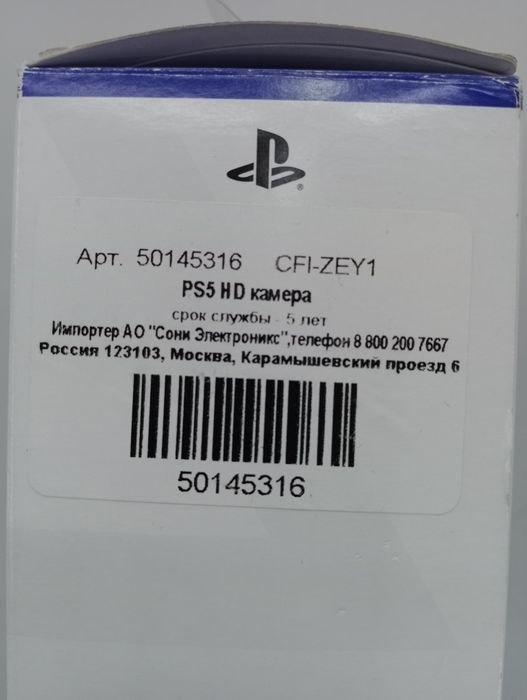 Арт. 50145316 CFI-ZEY1
PS5 HD камера
срок службы - 5 лет
Импортер АО "Сони Электроникс",телефон 8 800 200 7667
Россия 123103, Москва, Карамышевский проезд 6
50145316